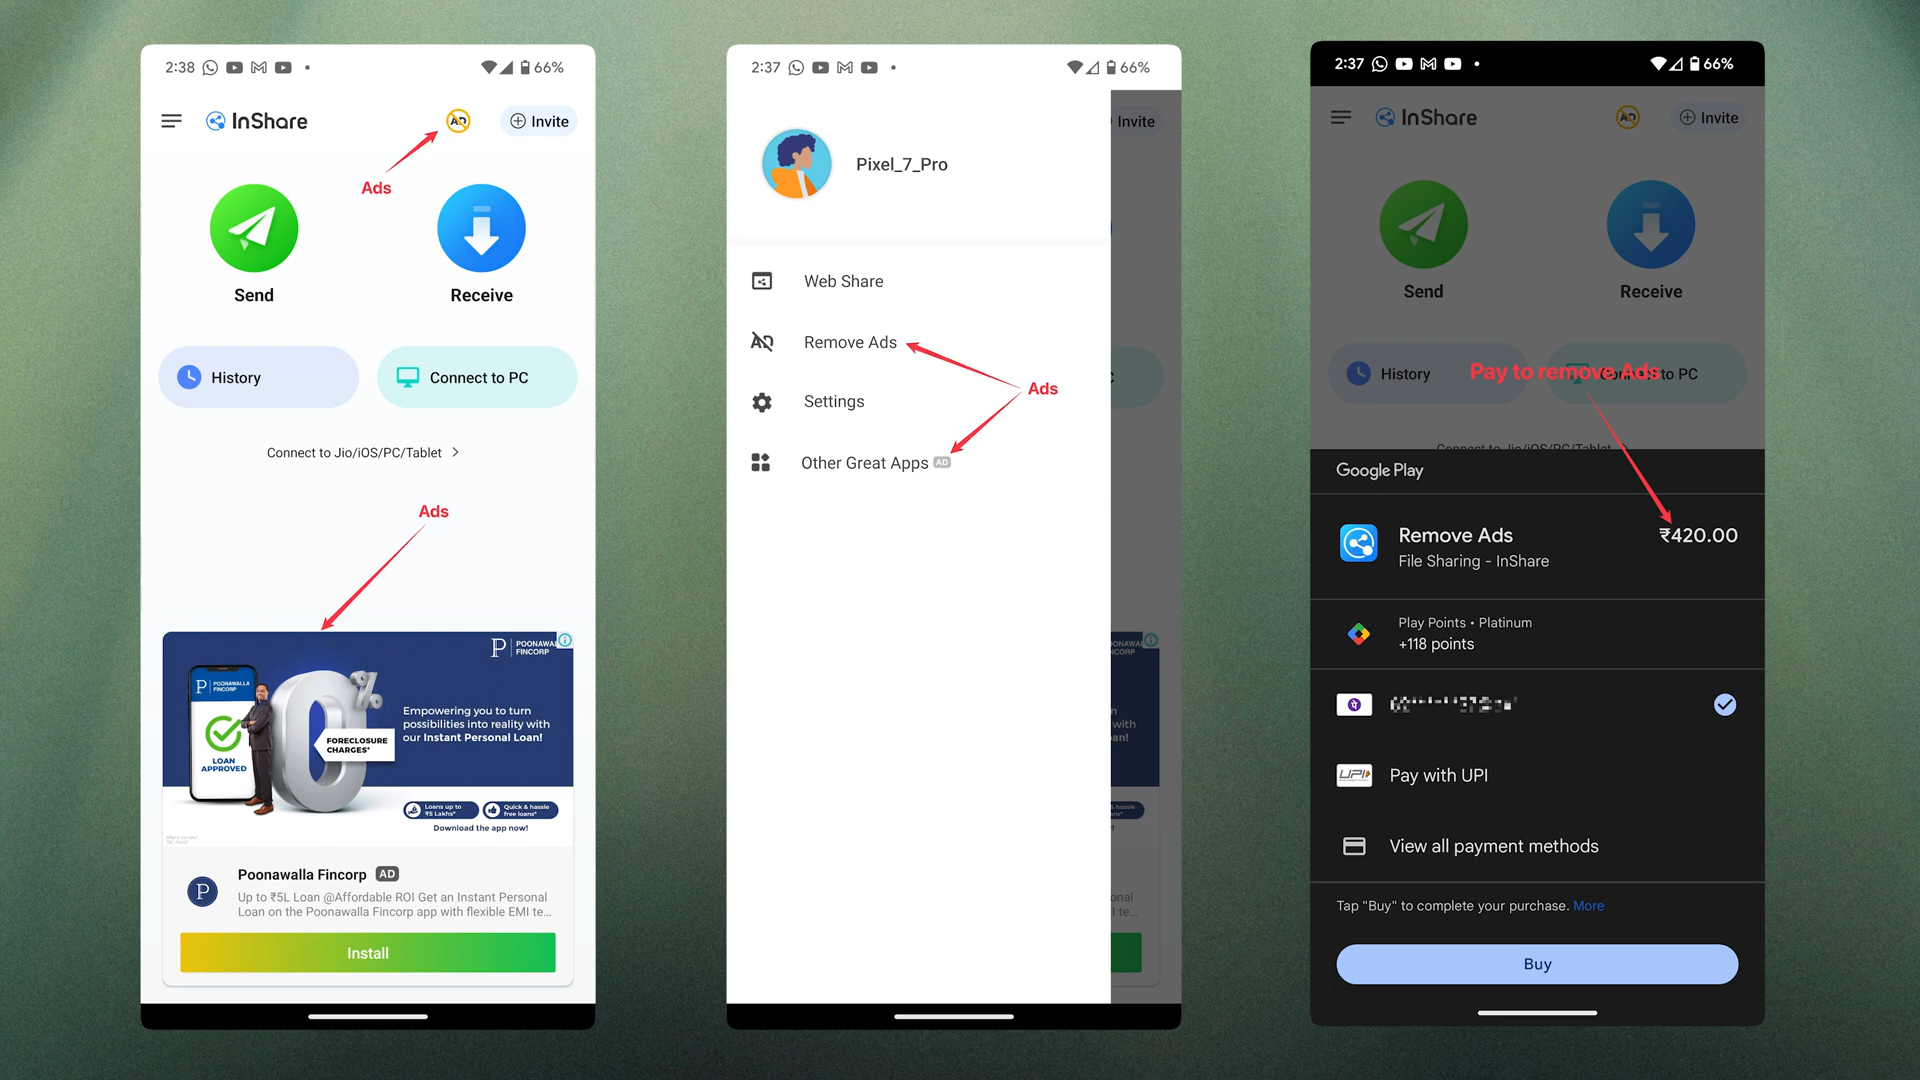 2:38
66%
InShare
AD
Invite
Ads
Send
Receive
History
Connect to PC
Connect to Jio/iOS/PC/Tablet
Ads
POONAWAL
FINCORP
POONAWALLA
FINCORP
LOAN
APPROVED
0%
FORECLOSURE
CHARGES*
Empowering you to turn
possibilities into reality with
our Instant Personal Loan!
Loans up to
₹5 Lakhs*
Quick & hassle
free loans*
Download the app now!
Poonawalla Fincorp AD
Up to ₹5L Loan @Affordable ROI Get an Instant Personal
Loan on the Poonawalla Fincorp app with flexible EMI te...
Install
2:37
66%
Invite
Pixel_7_Pro
Web Share
AD
Remove Ads
Ads
Settings
Other Great Apps AD
2:37
66%
InShare
AD
Invite
Send
Receive
History
Connect to PC
Pay to remove Ads
Connect to Jio/iOS/PC/Tablet
Google Play
Remove Ads
₹420.00
File Sharing - InShare
Play Points • Platinum
+118 points
UPI
Pay with UPI
View all payment methods
Tap "Buy" to complete your purchase. More
Buy